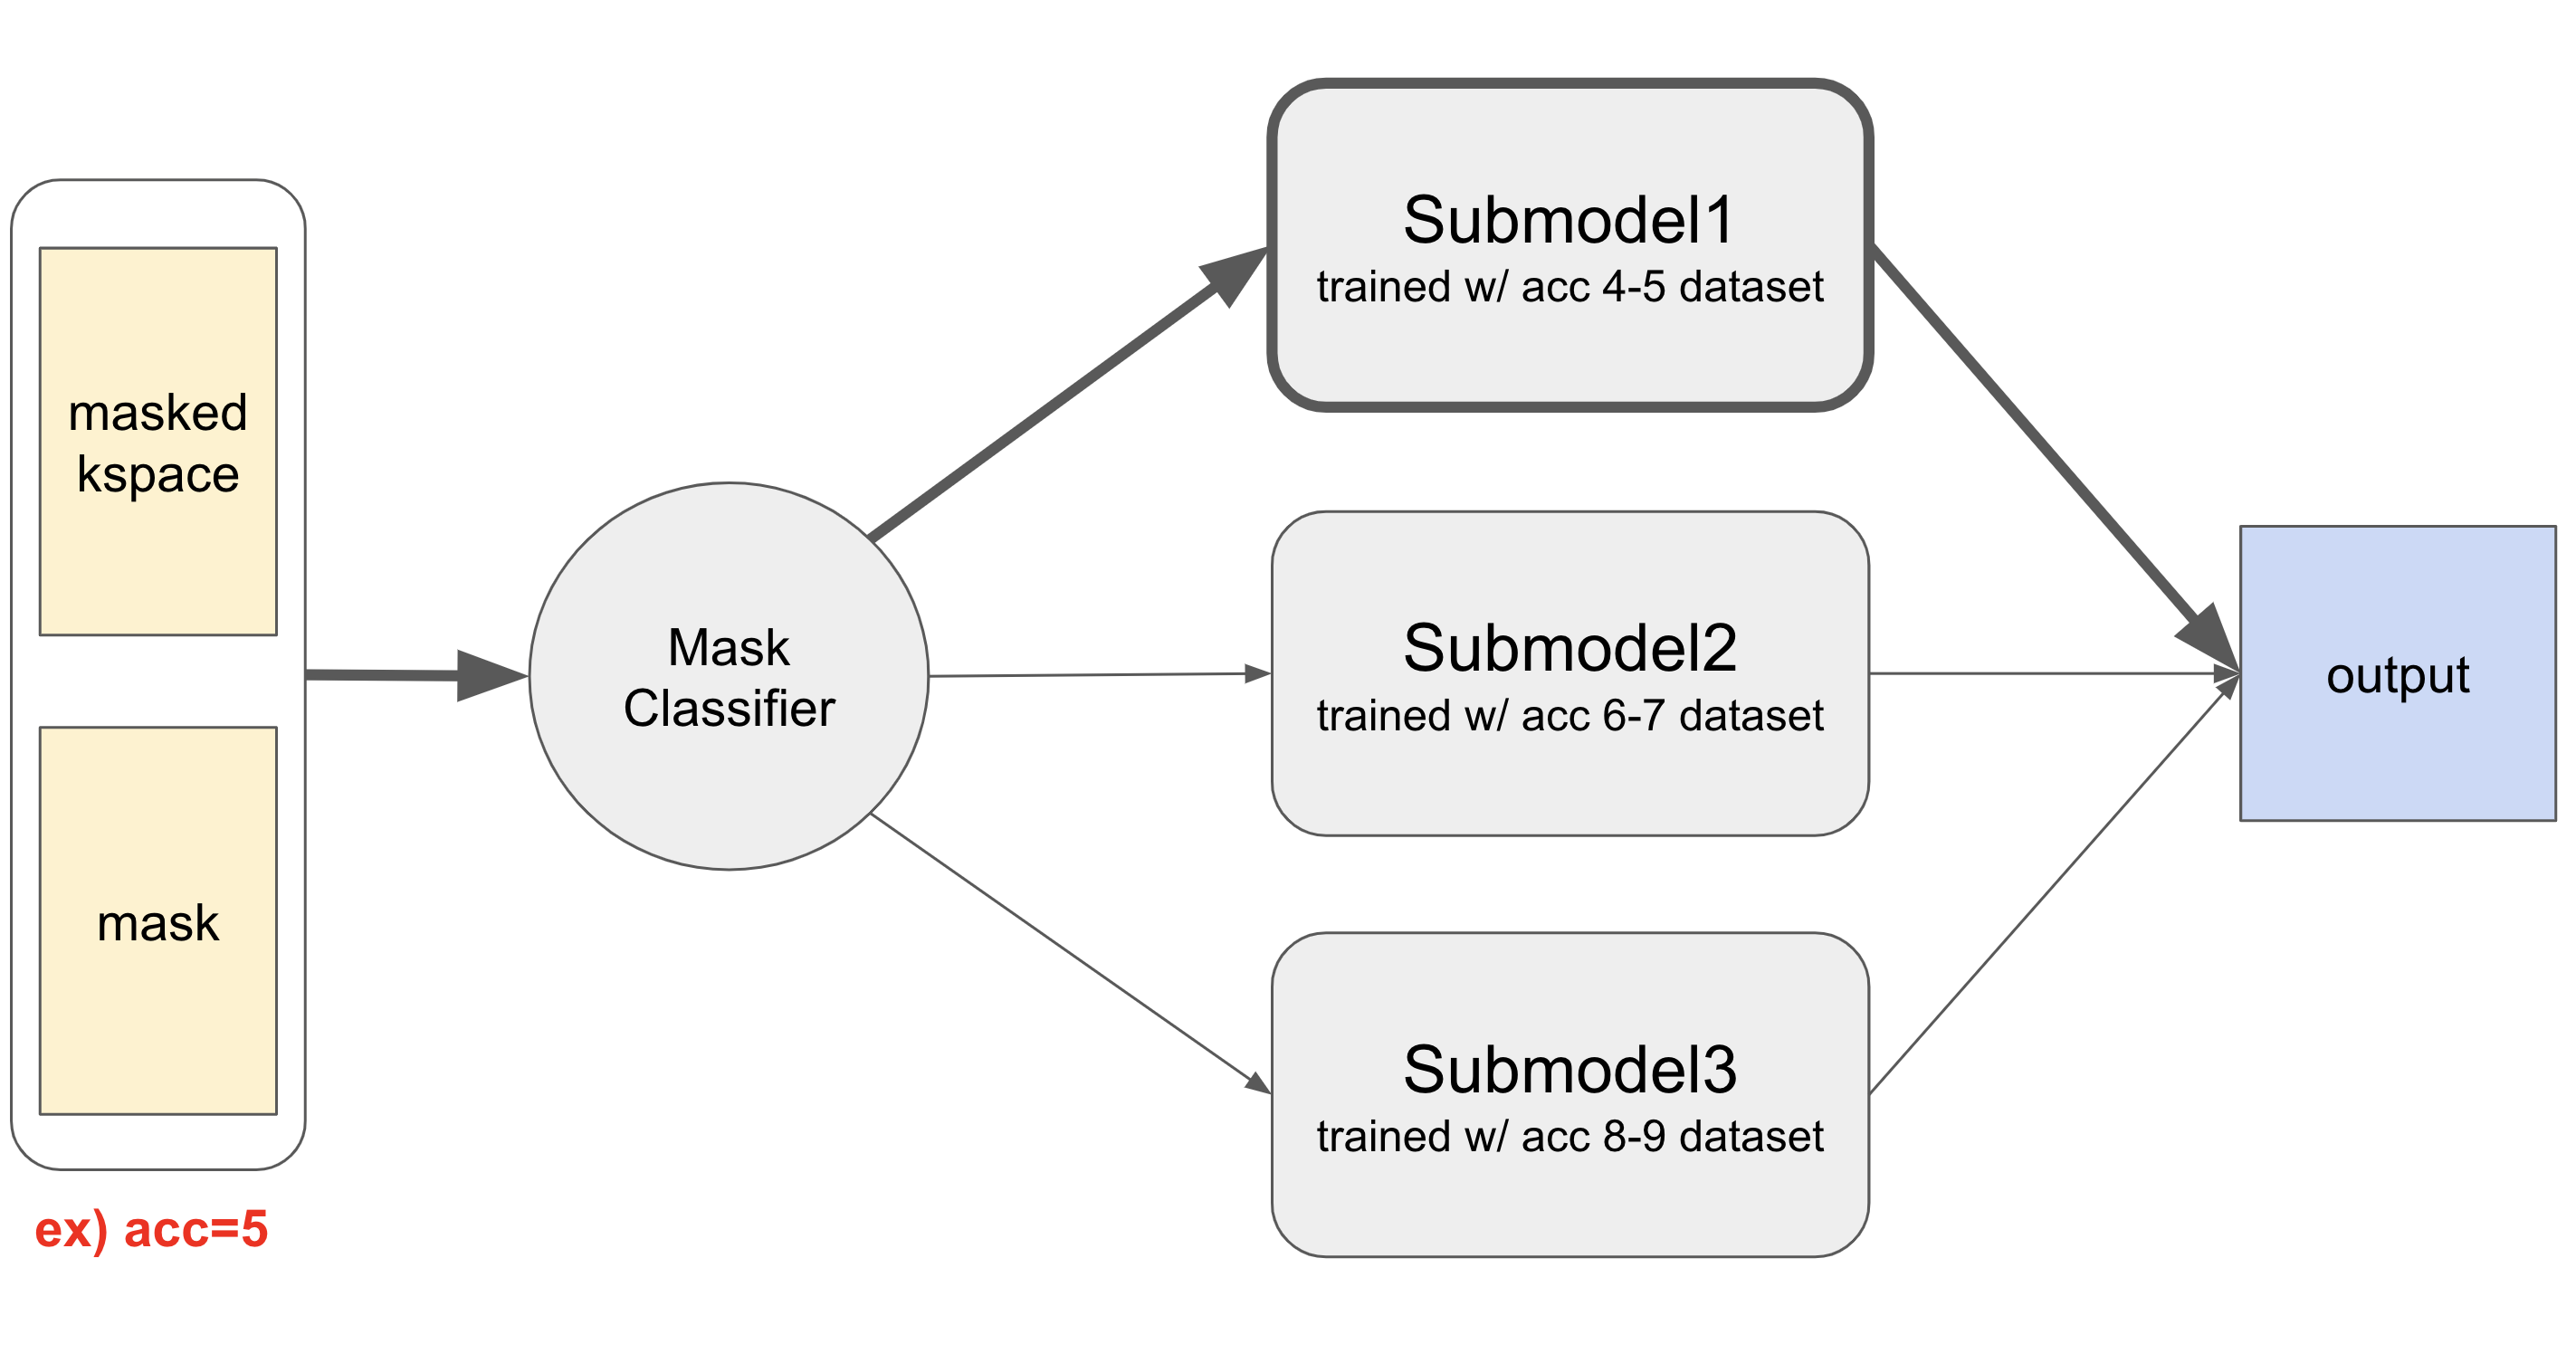 masked
kspace
mask
ex) acc=5
Mask
Classifier
Submodel1
trained w/ acc 4-5 dataset
Submodel2
trained w/ acc 6-7 dataset
Submodel3
trained w/ acc 8-9 dataset
output